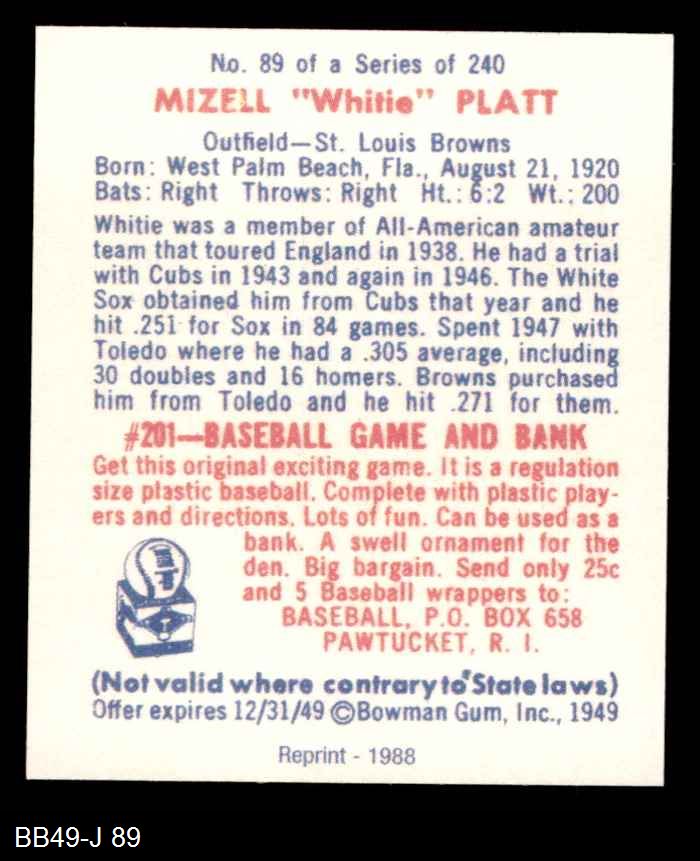 No. 89 of a Series of 240
MIZELL "Whitie" PLATT
Outfield—St. Louis Browns
Born: West Palm Beach, Fla., August 21, 1920
Bats: Right Throws: Right Ht.: 6:2 Wt.: 200
Whitie was a member of All-American amateur
team that toured England in 1938. He had a trial
with Cubs in 1943 and again in 1946. The White
Sox obtained him from Cubs that year and he
hit .251 for Sox in 84 games. Spent 1947 with
Toledo where he had a .305 average, including
30 doubles and 16 homers. Browns purchased
him from Toledo and he hit .271 for them.
#201—BASEBALL GAME AND BANK
Get this original exciting game. It is a regulation
size plastic baseball. Complete with plastic play-
ers and directions. Lots of fun. Can be used as a
bank. A swell ornament for the
den. Big bargain. Send only 25c
and 5 Baseball wrappers to:
BASEBALL, P.O. BOX 658
PAWTUCKET, R. I.
(Not valid where contrary to State laws)
Offer expires 12/31/49 ©Bowman Gum, Inc., 1949
Reprint - 1988
BB49-J 89